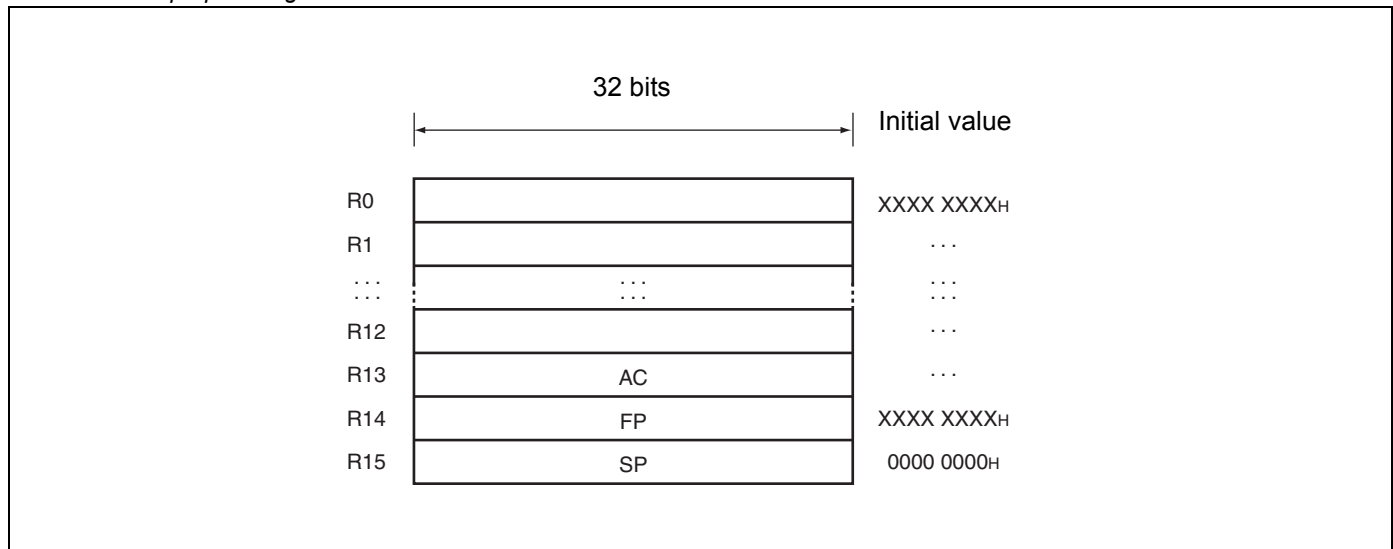 32 bits
Initial value
R0 XXXX XXXXH
R1 ...
... ... ...
... ... ...
R12 ...
R13 AC ...
R14 FP XXXX XXXXH
R15 SP 0000 0000H